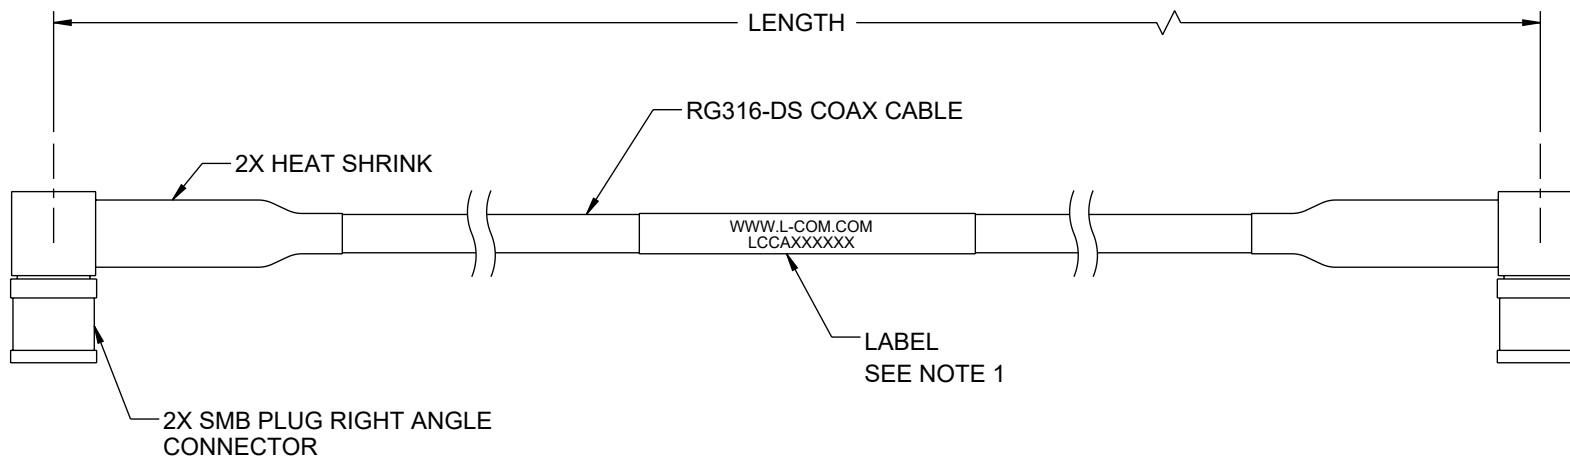 LENGTH
RG316-DS COAX CABLE
2X HEAT SHRINK
WWW.L-COM.COM
LCCAXXXXXX
LABEL
SEE NOTE 1
2X SMB PLUG RIGHT ANGLE
CONNECTOR